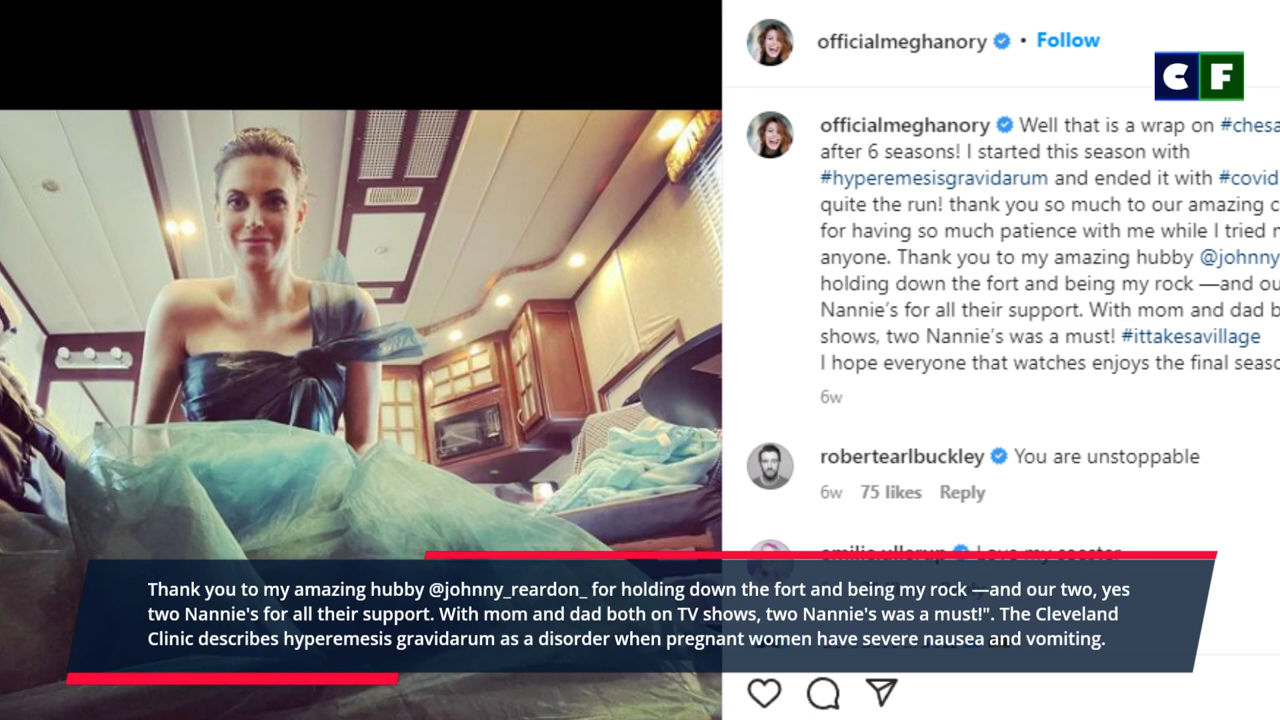 officialmeghanory • Follow
C F
officialmeghanory Well that is a wrap on #chesa
after 6 seasons! I started this season with
#hyperemesisgravidarum and ended it with #covid
quite the run! thank you so much to our amazing c
for having so much patience with me while I tried n
anyone. Thank you to my amazing hubby @johnny
holding down the fort and being my rock —and ou
Nannie’s for all their support. With mom and dad b
shows, two Nannie’s was a must! #ittakesavillage
I hope everyone that watches enjoys the final seaso
6w
robertearlbuckley You are unstoppable
6w 75 likes Reply
Thank you to my amazing hubby @johnny_reardon_ for holding down the fort and being my rock —and our two, yes
two Nannie's for all their support. With mom and dad both on TV shows, two Nannie's was a must!". The Cleveland
Clinic describes hyperemesis gravidarum as a disorder when pregnant women have severe nausea and vomiting.